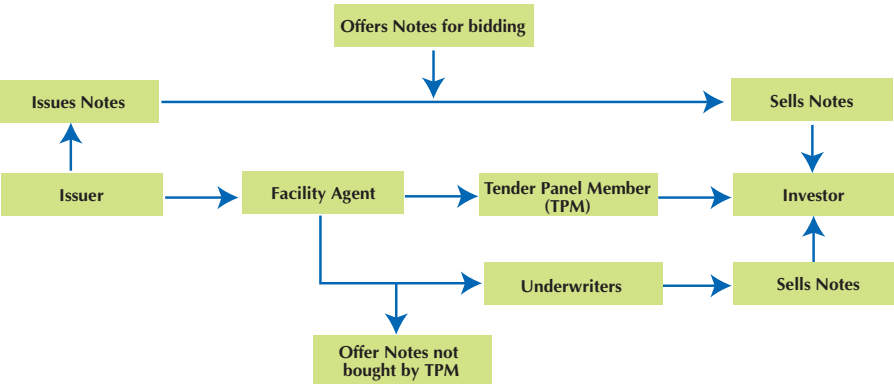 Offers Notes for bidding
Issues Notes
Sells Notes
Issuer
Facility Agent
Tender Panel Member
(TPM)
Investor
Underwriters
Sells Notes
Offer Notes not
bought by TPM